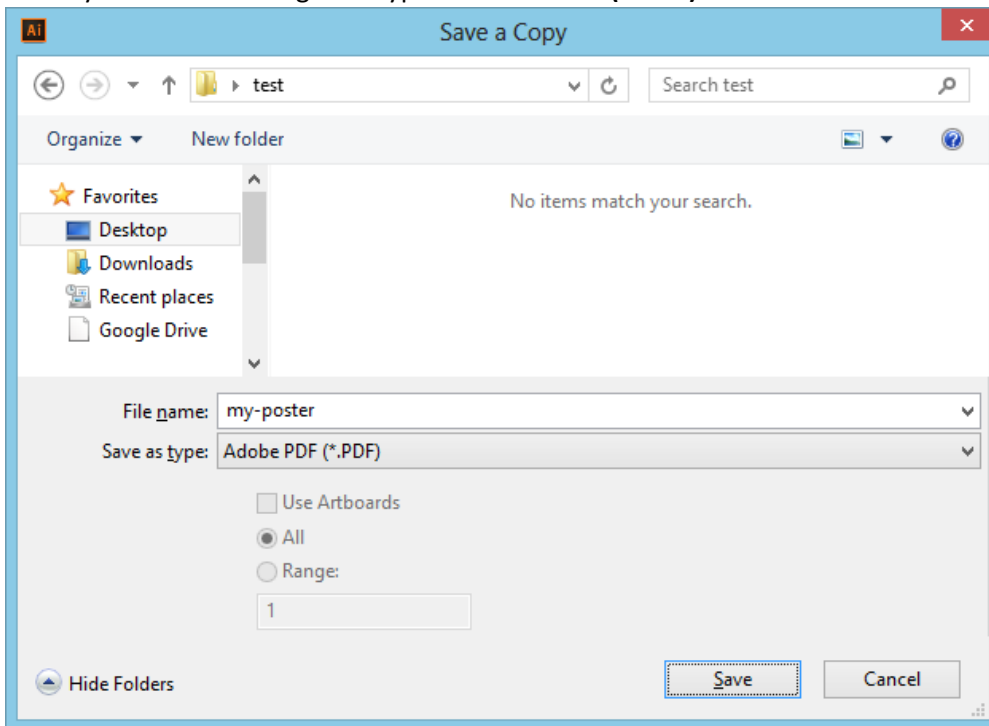 Ai Save a Copy
test Search test
Organize New folder
Favorites No items match your search.
Desktop
Downloads
Recent places
Google Drive
File name: my-poster
Save as type: Adobe PDF (*.PDF)
Use Artboards
All
Range:
1
Hide Folders Save Cancel